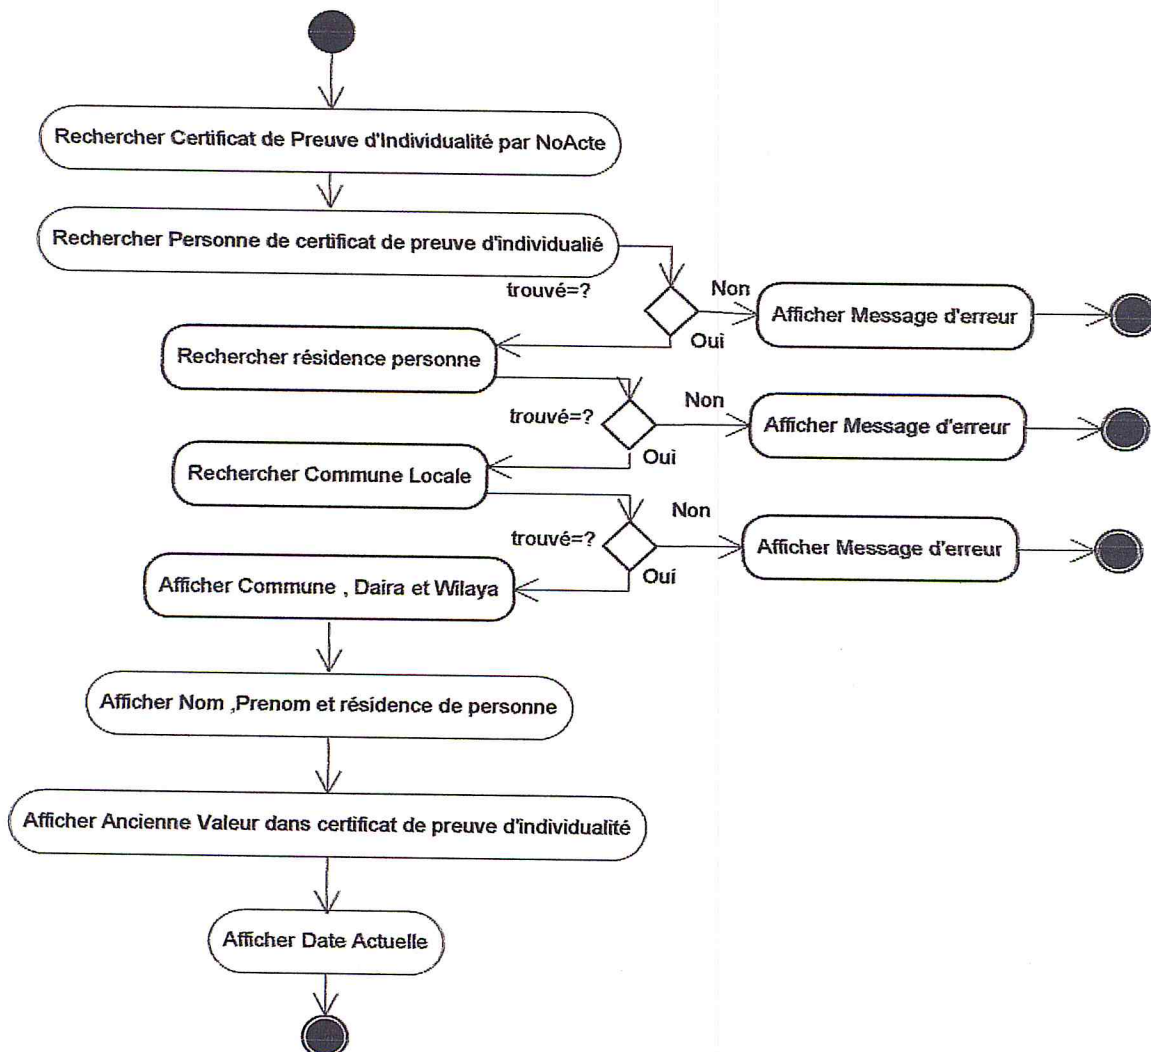 Rechercher Certificat de Preuve d'Individualité par NoActe
Rechercher Personne de certificat de preuve d'individualié
trouvé=?
Non
Afficher Message d'erreur
Oui
Rechercher résidence personne
trouvé=?
Non
Afficher Message d'erreur
Oui
Rechercher Commune Locale
trouvé=?
Non
Afficher Message d'erreur
Oui
Afficher Commune , Daira et Wilaya
Afficher Nom ,Prenom et résidence de personne
Afficher Ancienne Valeur dans certificat de preuve d'individualité
Afficher Date Actuelle